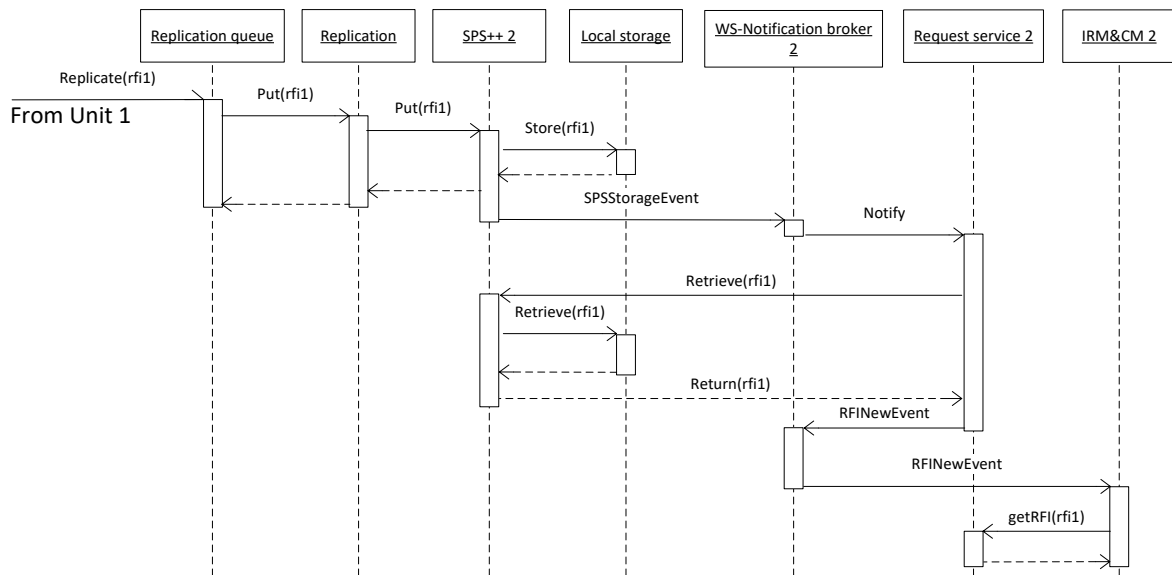 Replication queue
Replication
SPS++ 2
Local storage
WS-Notification broker
2
Request service 2
IRM&CM 2
Replicate(rfi1)
From Unit 1
Put(rfi1)
Put(rfi1)
Store(rfi1)
SPSStorageEvent
Notify
Retrieve(rfi1)
Retrieve(rfi1)
Return(rfi1)
RFINewEvent
RFINewEvent
getRFI(rfi1)